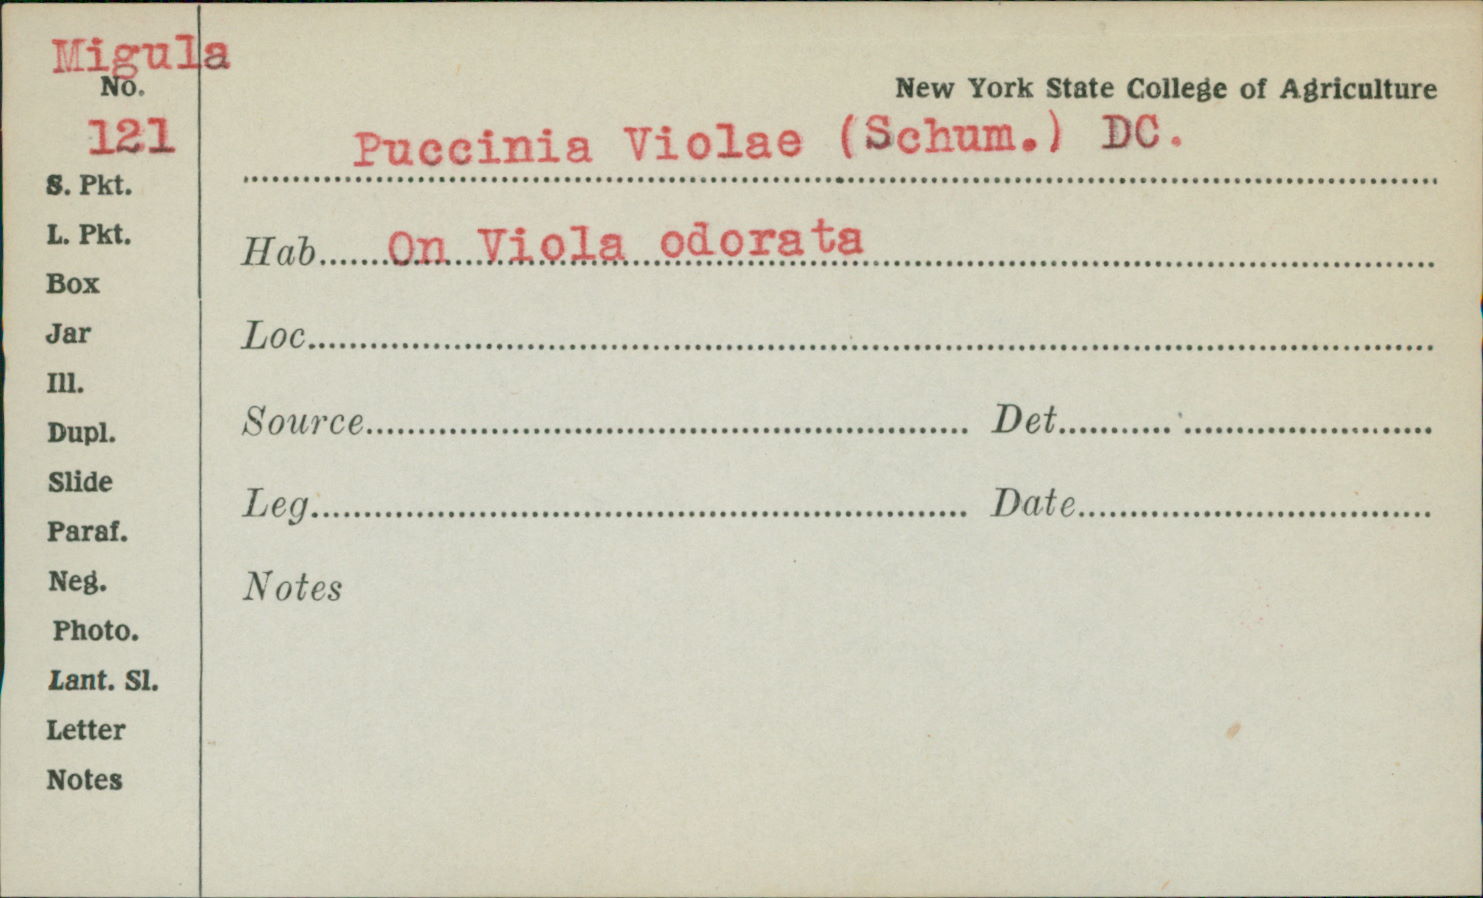 Migula
No.
121
S. Pkt.
L. Pkt.
Box
Jar
Ill.
Dupl.
Slide
Paraf.
Neg.
Photo.
Lant. Sl.
Letter
Notes
New York State College of Agriculture
Puccinia Violae (Schum.) DC.
Hab. On Viola odorata
Loc.
Source Det.
Leg. Date
Notes